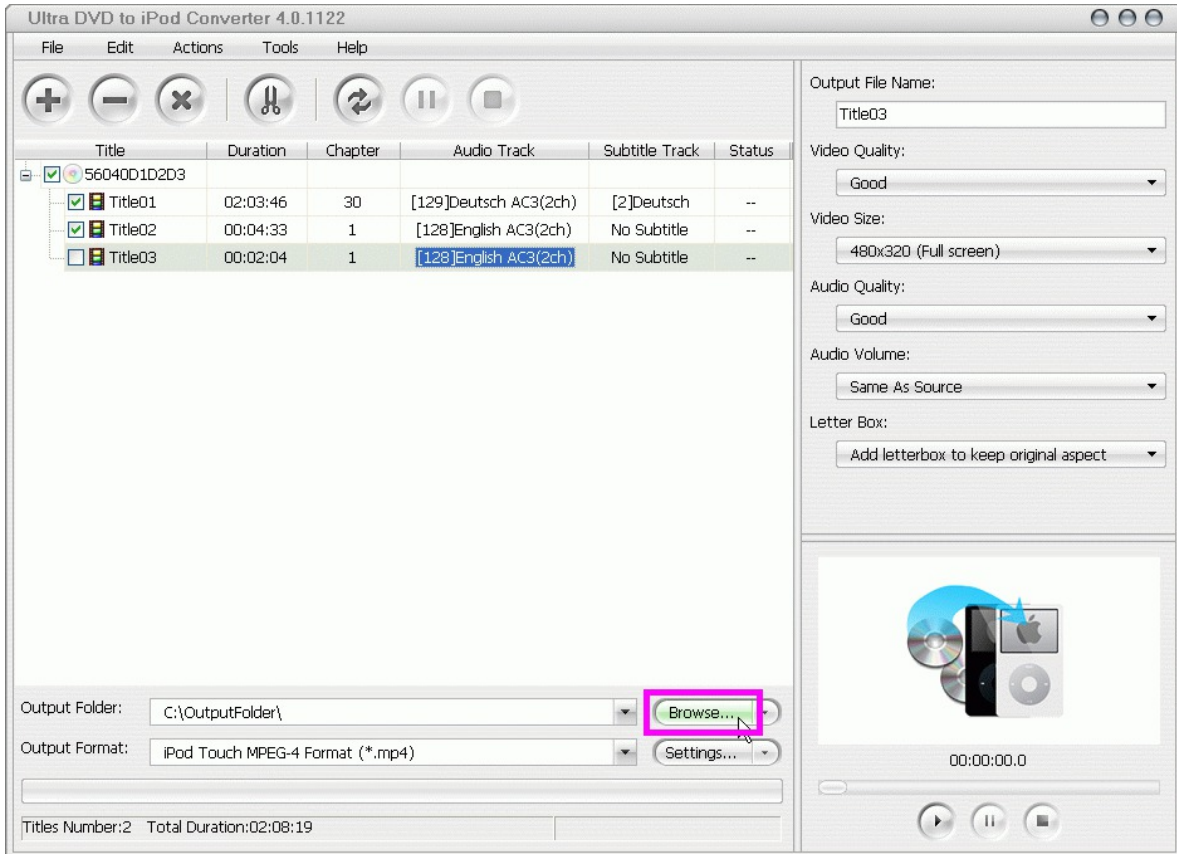 Ultra DVD to iPod Converter 4.0.1122
File Edit Actions Tools Help
Title Duration Chapter Audio Track Subtitle Track Status
56040D1D2D3
Title01 02:03:46 30 [129]Deutsch AC3(2ch) [2]Deutsch --
Title02 00:04:33 1 [128]English AC3(2ch) No Subtitle --
Title03 00:02:04 1 [128]English AC3(2ch) No Subtitle --
Output Folder: C:\OutputFolder\ Browse...
Output Format: iPod Touch MPEG-4 Format (*.mp4) Settings...
Titles Number:2 Total Duration:02:08:19
Output File Name:
Title03
Video Quality:
Good
Video Size:
480x320 (Full screen)
Audio Quality:
Good
Audio Volume:
Same As Source
Letter Box:
Add letterbox to keep original aspect
00:00:00.0